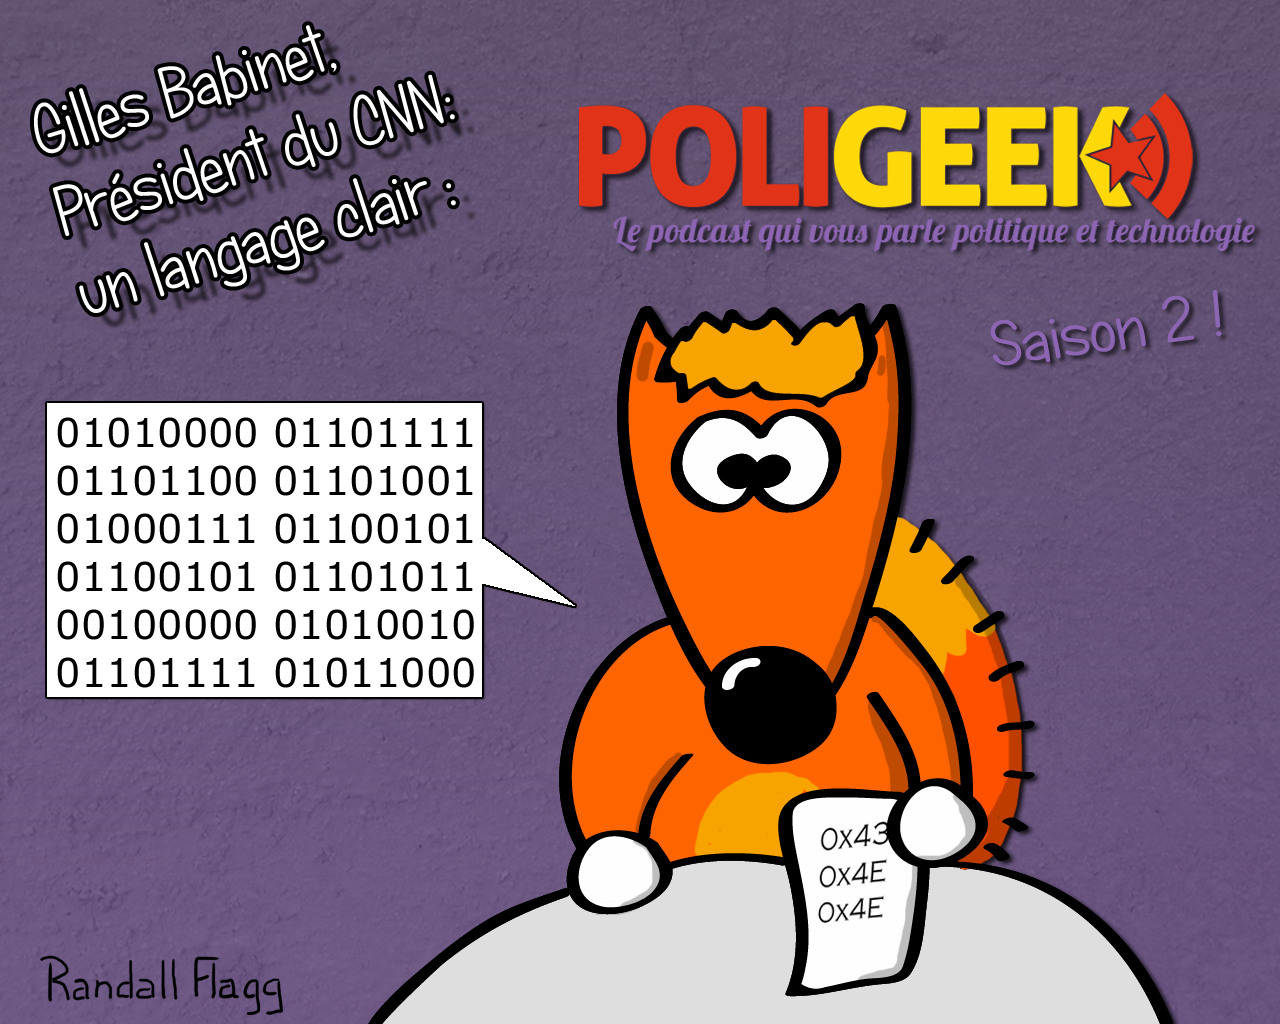 Gilles Babinet,
Président du CNN:
un langage clair :
POLIGEEK
Le podcast qui vous parle politique et technologie
Saison 2 !
01010000 01101111
01101100 01101001
01000111 01100101
01100101 01101011
00100000 01010010
01101111 01011000
0x43
0x4E
0x4E
Randall Flagg